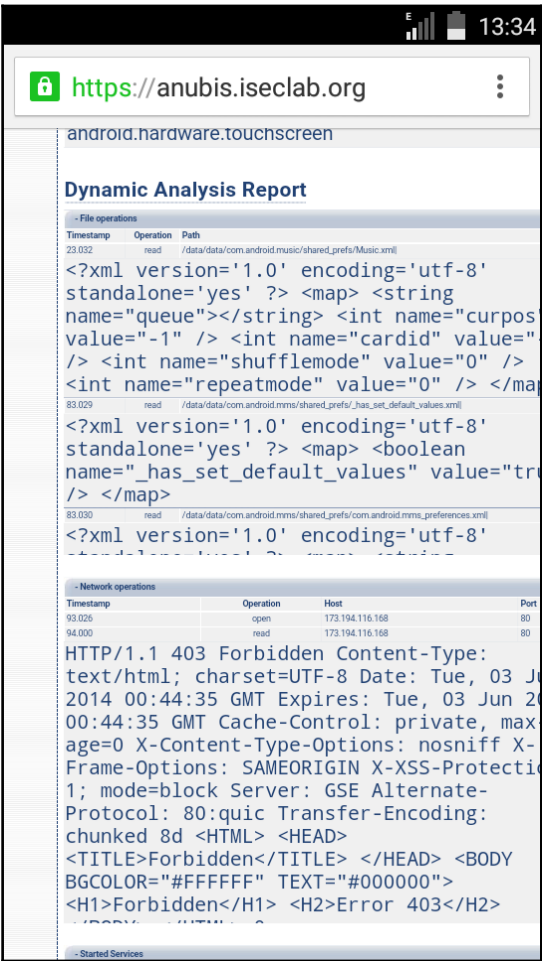 E
13:34
https://anubis.iseclab.org
android.hardware.touchscreen
Dynamic Analysis Report
- File operations
Timestamp Operation Path
23.032 read /data/data/com.android.music/shared_prefs/Music.xml|
<?xml version='1.0' encoding='utf-8'
standalone='yes' ?> <map> <string
name="queue"></string> <int name="curpos"
value="-1" /> <int name="cardid" value="-
/> <int name="shufflemode" value="0" />
<int name="repeatmode" value="0" /> </map
83.029 read /data/data/com.android.mms/shared_prefs/_has_set_default_values.xml|
<?xml version='1.0' encoding='utf-8'
standalone='yes' ?> <map> <boolean
name="_has_set_default_values" value="tru
/> </map>
83.030 read /data/data/com.android.mms/shared_prefs/com.android.mms_preferences.xml|
<?xml version='1.0' encoding='utf-8'
standalone='yes' ?> <map> <string
- Network operations
Timestamp Operation Host Port
93.026 open 173.194.116.168 80
94.000 read 173.194.116.168 80
HTTP/1.1 403 Forbidden Content-Type:
text/html; charset=UTF-8 Date: Tue, 03 Ju
2014 00:44:35 GMT Expires: Tue, 03 Jun 20
00:44:35 GMT Cache-Control: private, max-
age=0 X-Content-Type-Options: nosniff X-
Frame-Options: SAMEORIGIN X-XSS-Protectio
1; mode=block Server: GSE Alternate-
Protocol: 80:quic Transfer-Encoding:
chunked 8d <HTML> <HEAD>
<TITLE>Forbidden</TITLE> </HEAD> <BODY
BGCOLOR="#FFFFFF" TEXT="#000000">
<H1>Forbidden</H1> <H2>Error 403</H2>
</BODY> </HTML> 0
- Started Services